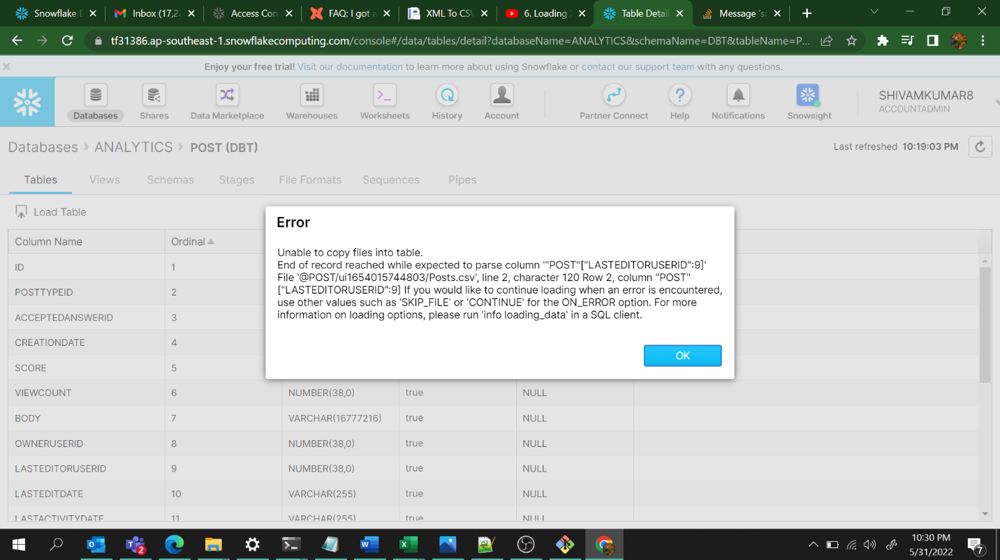 Snowflake D
Inbox (17,22
Access Con
FAQ: I got a
XML To CSV
6. Loading X
Table Detail
Message 'sr
tf31386.ap-southeast-1.snowflakecomputing.com/console#/data/tables/detail?databaseName=ANALYTICS&schemaName=DBT&tableName=P...
Enjoy your free trial! Visit our documentation to learn more about using Snowflake or contact our support team with any questions.
Databases
Shares
Data Marketplace
Warehouses
Worksheets
History
Account
Partner Connect
Help
Notifications
Snowsight
SHIVAMKUMAR8
ACCOUNTADMIN
Databases > ANALYTICS > POST (DBT)
Last refreshed 10:19:03 PM
Tables Views Schemas Stages File Formats Sequences Pipes
Load Table
Column Name Ordinal
Error
Unable to copy files into table.
End of record reached while expected to parse column '"POST"["LASTEDITORUSERID":9]'
File '@POST/ui1654015744803/Posts.csv', line 2, character 120 Row 2, column "POST"
["LASTEDITORUSERID":9] If you would like to continue loading when an error is encountered,
use other values such as 'SKIP_FILE' or 'CONTINUE' for the ON_ERROR option. For more
information on loading options, please run 'info loading_data' in a SQL client.
OK
ID 1
POSTTYPEID 2
ACCEPTEDANSWERID 3
CREATIONDATE 4
SCORE 5
VIEWCOUNT 6 NUMBER(38,0) true NULL
BODY 7 VARCHAR(16777216) true NULL
OWNERUSERID 8 NUMBER(38,0) true NULL
LASTEDITORUSERID 9 NUMBER(38,0) true NULL
LASTEDITDATE 10 VARCHAR(255) true NULL
LASTACTIVITYDATE 11 VARCHAR(255) true NULL
2
10:30 PM
5/31/2022
7